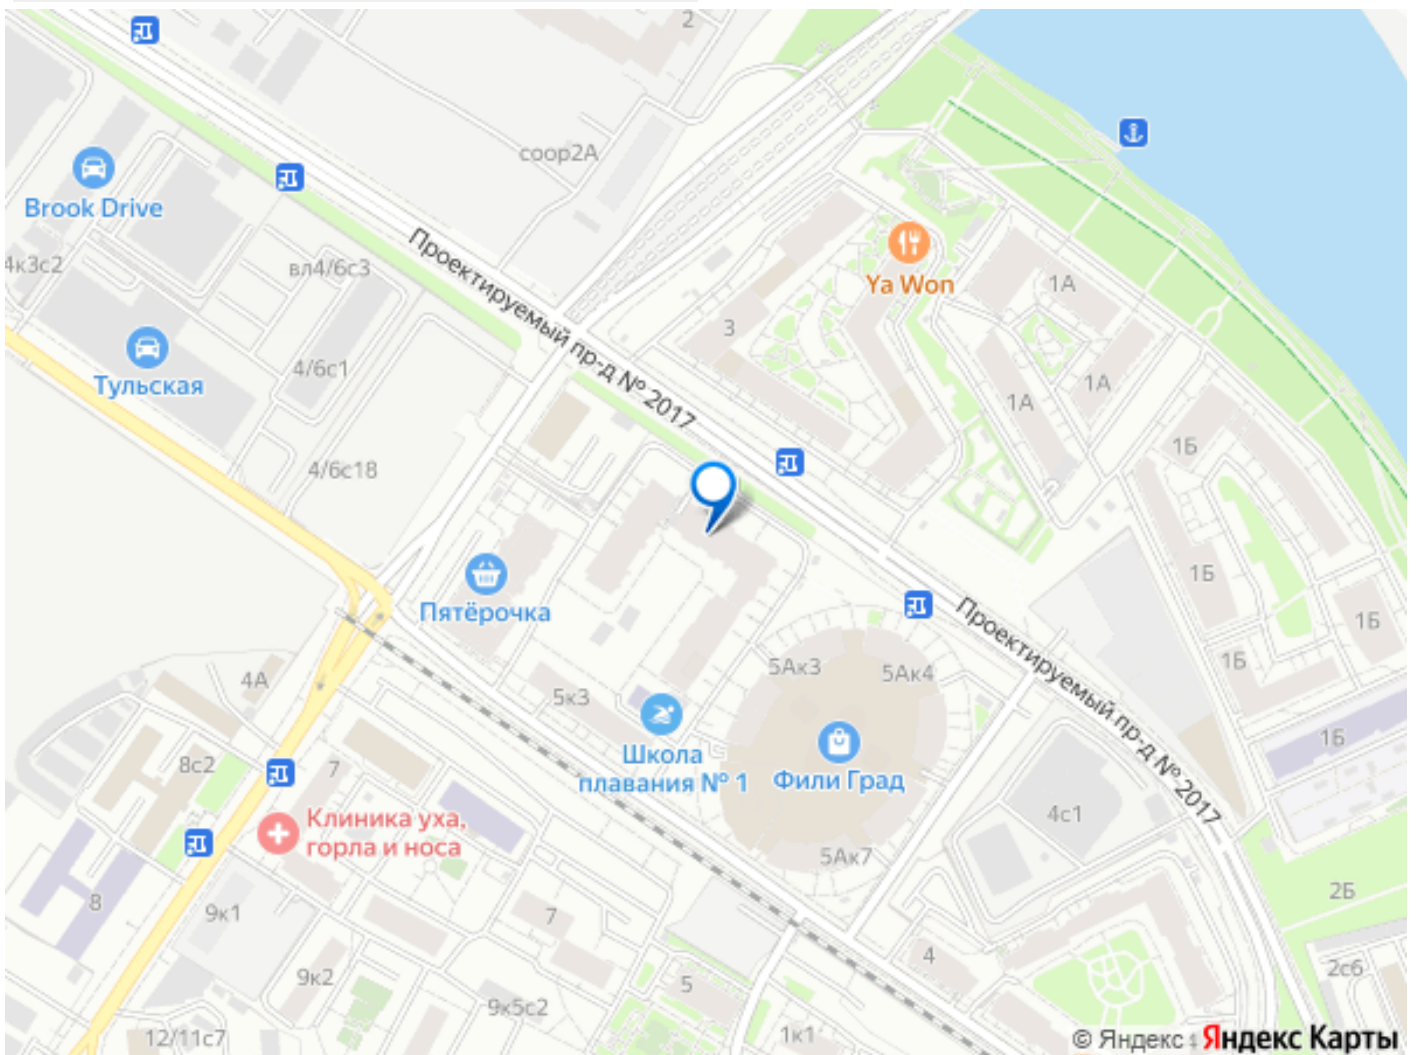 2
соор2А
Brook Drive
4к3с2
вл4/6с3
Проектируемый пр-д № 2017
Ya Won
1А
3
1А
1А
4/6с1
Тульская
4/6с18
1Б
1Б
1Б
1Б
Пятёрочка
Проектируемый пр-д № 2017
5Ак3
5Ак4
4А
5к3
Школа
плавания № 1
Фили Град
1Б
8с2
7
Клиника уха,
горла и носа
4с1
5Ак7
2Б
8
9к1
7
4
2с6
9к2
5
9к5с2
12/11с7
1к1
© Яндекс
Яндекс Карты